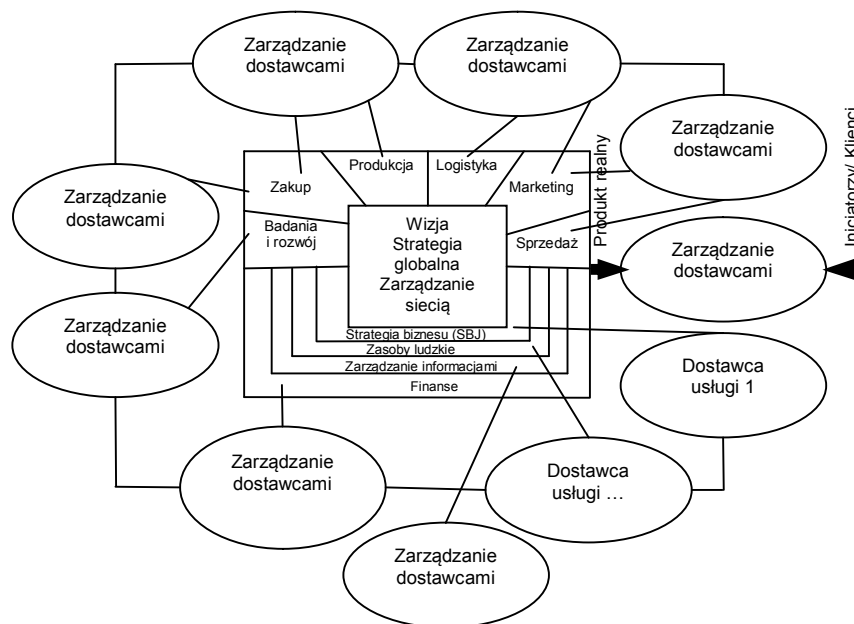 Zarządzanie
dostawcami
Zarządzanie
dostawcami
Zarządzanie
dostawcami
Zarządzanie
dostawcami
Zarządzanie
dostawcami
Zarządzanie
dostawcami
Produkcja
Logistyka
Zakup
Marketing
Badania
i rozwój
Sprzedaż
Wizja
Strategia
globalna
Zarządzanie
siecią
Strategia biznesu (SBJ)
Zasoby ludzkie
Zarządzanie informacjami
Finanse
Produkt realny
Inicjatorzy/ Klienci
Dostawca
usługi 1
Zarządzanie
dostawcami
Dostawca
usługi ...
Zarządzanie
dostawcami